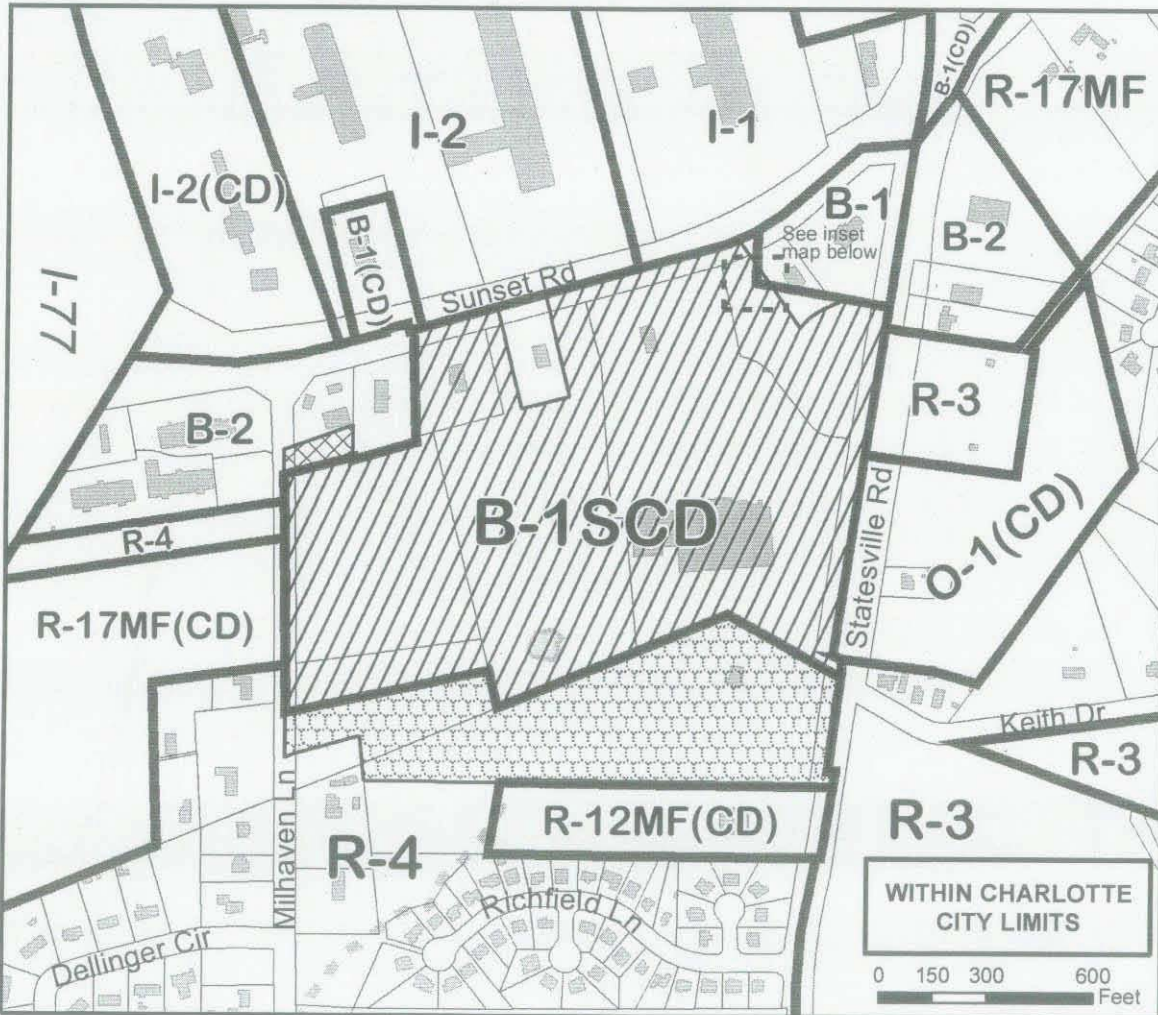 B-1(CD)
R-17MF
I-2
I-1
I-2(CD)
B-1
See inset
map below
B-2
B-1(CD)
I-77
Sunset Rd
R-3
B-2
B-1SCD
O-1(CD)
R-4
Statesville Rd
R-17MF(CD)
Keith Dr
R-3
R-12MF(CD)
R-3
Milhaven Ln
R-4
Richfield Ln
Dellinger Cir
WITHIN CHARLOTTE
CITY LIMITS
0 150 300 600
Feet